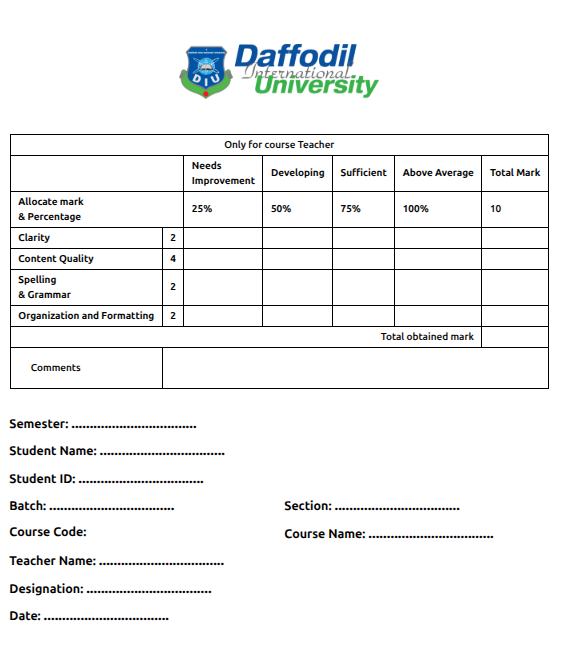 Daffodil
International
University
DIU
Only for course Teacher
Needs Improvement Developing Sufficient Above Average Total Mark
Allocate mark & Percentage 25% 50% 75% 100% 10
Clarity 2
Content Quality 4
Spelling & Grammar 2
Organization and Formatting 2
Total obtained mark
Comments
Semester: ..................................
Student Name: ..................................
Student ID: ..................................
Batch: .................................. Section: ..................................
Course Code: Course Name: ..................................
Teacher Name: ..................................
Designation: ..................................
Date: ..................................